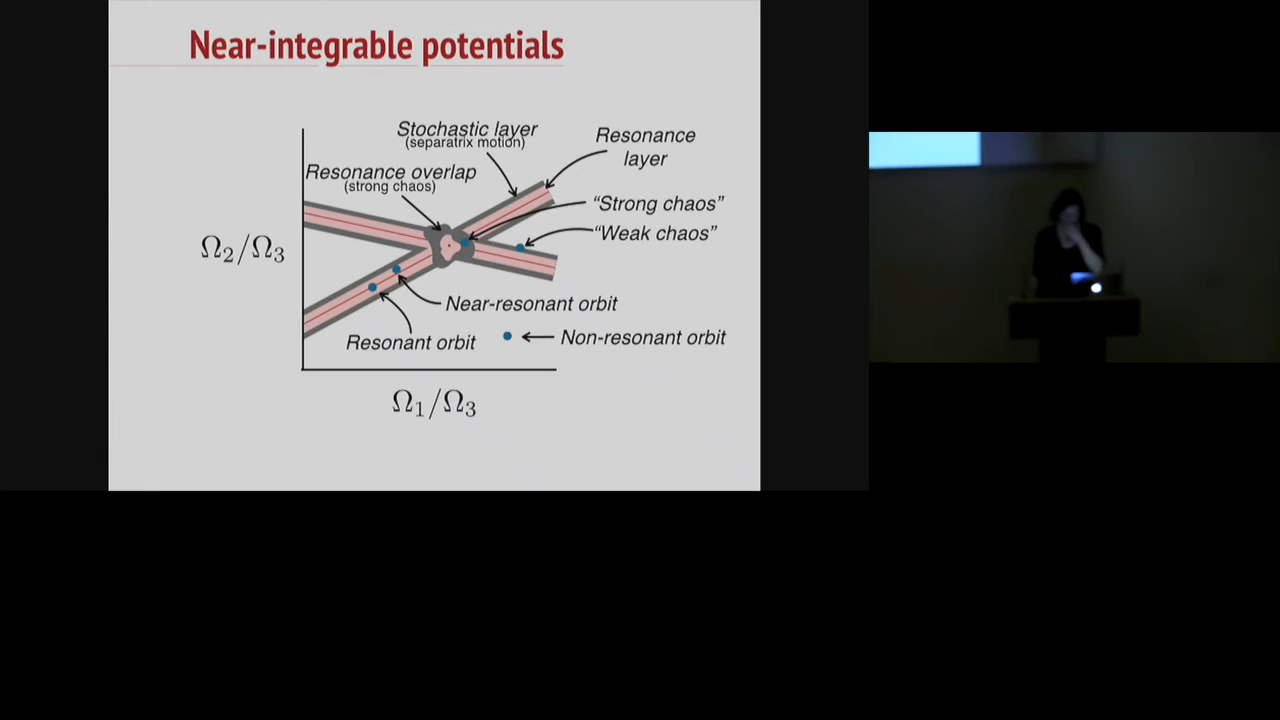 Near-integrable potentials
Stochastic layer
(separatrix motion)
Resonance
layer
Resonance overlap
(strong chaos)
“Strong chaos”
“Weak chaos”
Ω₂/Ω₃
Near-resonant orbit
Resonant orbit
Non-resonant orbit
Ω₁/Ω₃